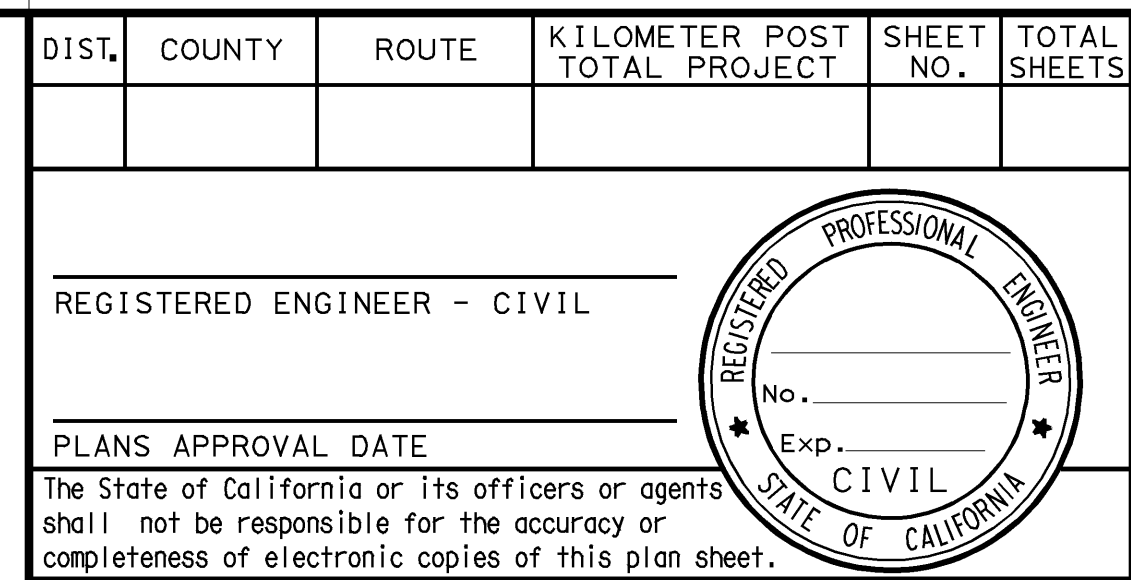 DIST. COUNTY ROUTE KILOMETER POST TOTAL PROJECT SHEET NO. TOTAL SHEETS
REGISTERED ENGINEER - CIVIL
PLANS APPROVAL DATE
The State of California or its officers or agents
shall not be responsible for the accuracy or
completeness of electronic copies of this plan sheet.
REGISTERED PROFESSIONAL ENGINEER
No.
Exp.
CIVIL
STATE OF CALIFORNIA